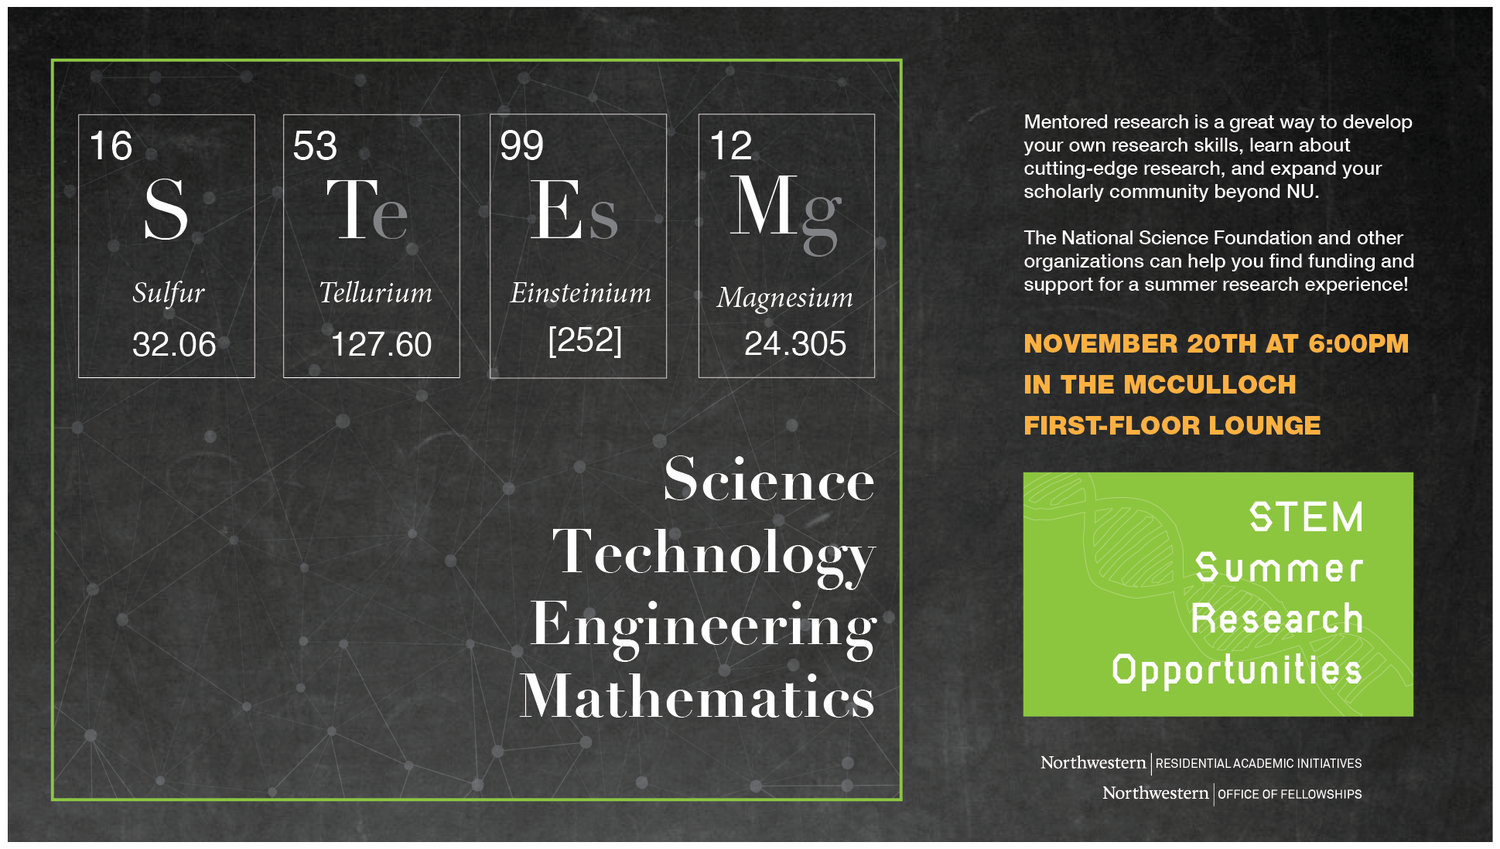 16
S
Sulfur
32.06
53
Te
Tellurium
127.60
99
Es
Einsteinium
[252]
12
Mg
Magnesium
24.305
Science
Technology
Engineering
Mathematics
Mentored research is a great way to develop
your own research skills, learn about
cutting-edge research, and expand your
scholarly community beyond NU.
The National Science Foundation and other
organizations can help you find funding and
support for a summer research experience!
NOVEMBER 20TH AT 6:00PM
IN THE MCCULLOCH
FIRST-FLOOR LOUNGE
STEM
Summer
Research
Opportunities
Northwestern | RESIDENTIAL ACADEMIC INITIATIVES
Northwestern | OFFICE OF FELLOWSHIPS